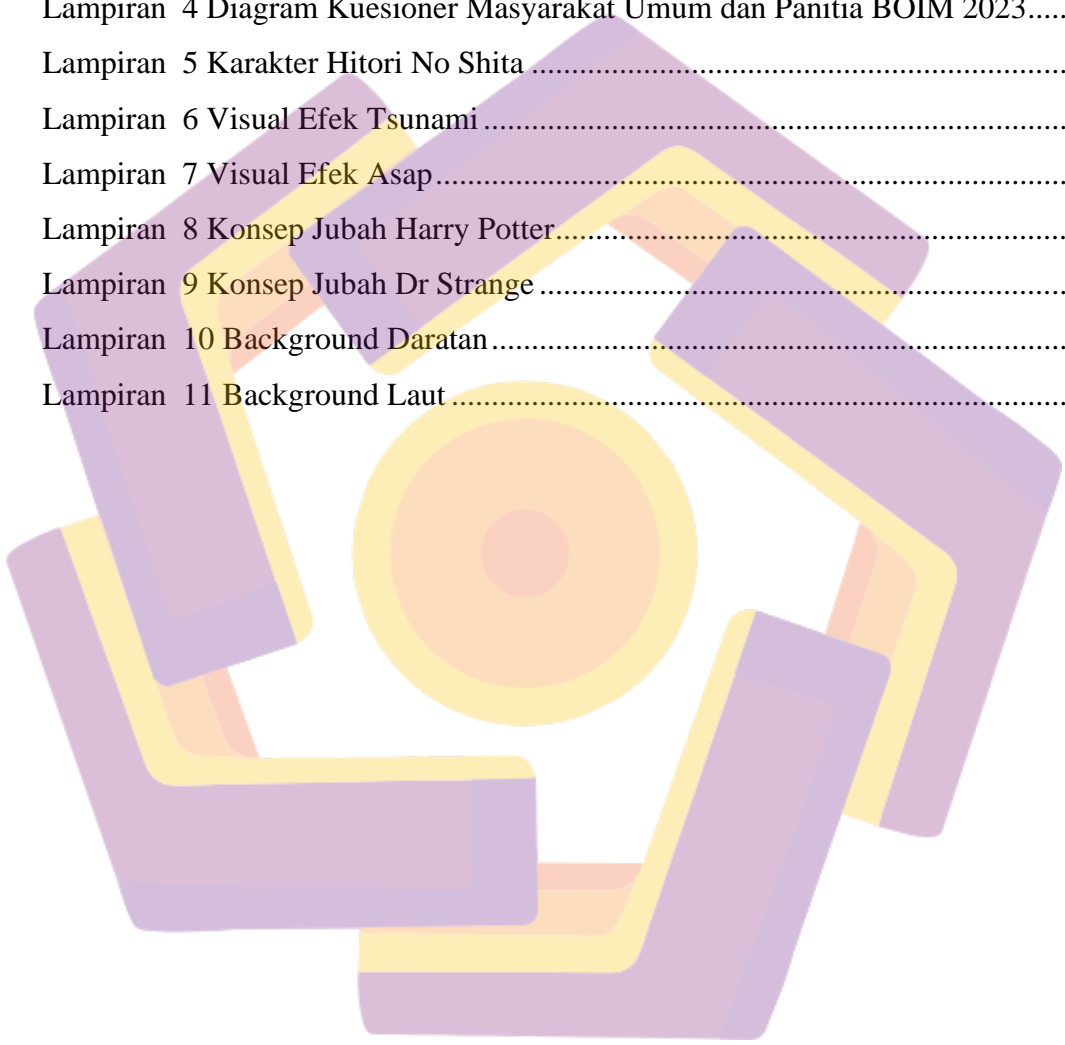 Lampiran 4 Diagram Kuesioner Masyarakat Umum dan Panitia BOIM 2023.....
Lampiran 5 Karakter Hitori No Shita ....................................................................
Lampiran 6 Visual Efek Tsunami ..........................................................................
Lampiran 7 Visual Efek Asap................................................................................
Lampiran 8 Konsep Jubah Harry Potter.................................................................
Lampiran 9 Konsep Jubah Dr Strange ...................................................................
Lampiran 10 Background Daratan.........................................................................
Lampiran 11 Background Laut ..............................................................................